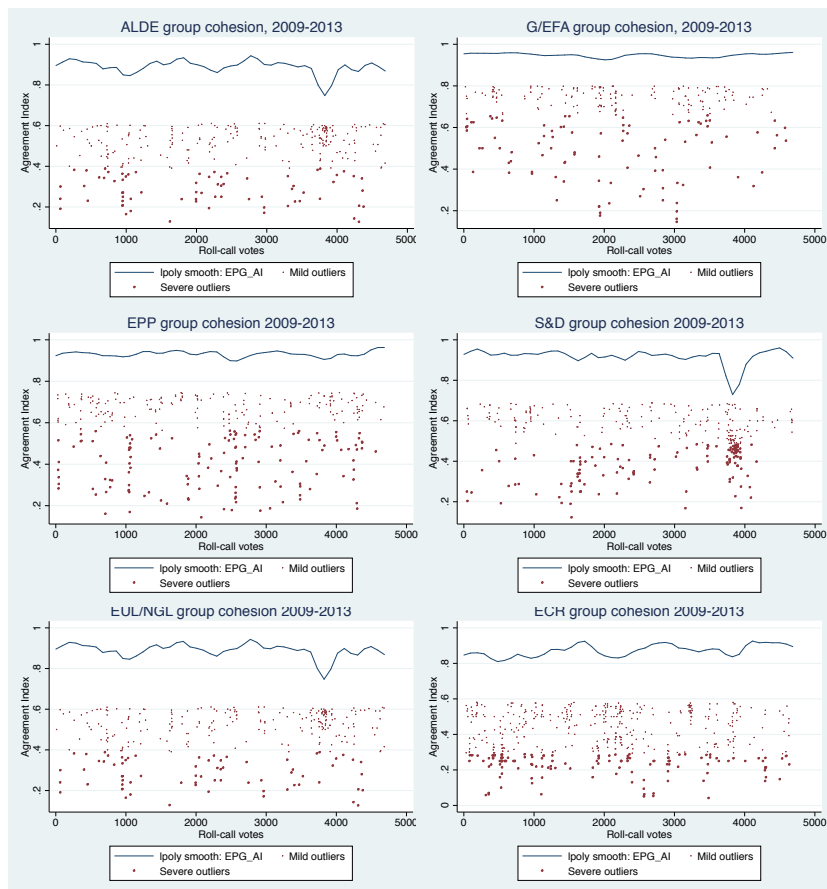 ALDE group cohesion, 2009-2013
Agreement Index
1
.8
.6
.4
.2
0 1000 2000 3000 4000 5000
Roll-call votes
lpoly smooth: EPG_AI Mild outliers
Severe outliers
G/EFA group cohesion, 2009-2013
Agreement Index
1
.8
.6
.4
.2
0 1000 2000 3000 4000 5000
Roll-call votes
lpoly smooth: EPG_AI Mild outliers
Severe outliers
EPP group cohesion 2009-2013
Agreement Index
1
.8
.6
.4
.2
0 1000 2000 3000 4000 5000
Roll-call votes
lpoly smooth: EPG_AI Mild outliers
Severe outliers
S&D group cohesion 2009-2013
Agreement Index
1
.8
.6
.4
.2
0 1000 2000 3000 4000 5000
Roll-call votes
lpoly smooth: EPG_AI Mild outliers
Severe outliers
EUL/NGL group cohesion 2009-2013
Agreement Index
1
.8
.6
.4
.2
0 1000 2000 3000 4000 5000
Roll-call votes
lpoly smooth: EPG_AI Mild outliers
Severe outliers
ECR group cohesion 2009-2013
Agreement Index
1
.8
.6
.4
.2
0
0 1000 2000 3000 4000 5000
Roll-call votes
lpoly smooth: EPG_AI Mild outliers
Severe outliers